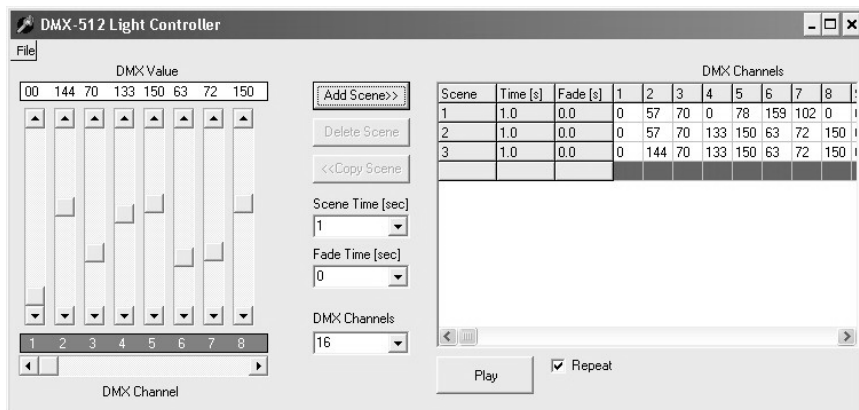 DMX-512 Light Controller
File
DMX Value
00 144 70 133 150 63 72 150
1 2 3 4 5 6 7 8
DMX Channel
Add Scene>>
Delete Scene
<<Copy Scene
Scene Time [sec]
1
Fade Time [sec]
0
DMX Channels
16
DMX Channels
Scene Time [s] Fade [s] 1 2 3 4 5 6 7 8
1 1.0 0.0 0 57 70 0 78 159 102 0
2 1.0 0.0 0 57 70 133 150 63 72 150
3 1.0 0.0 0 144 70 133 150 63 72 150
Play
Repeat